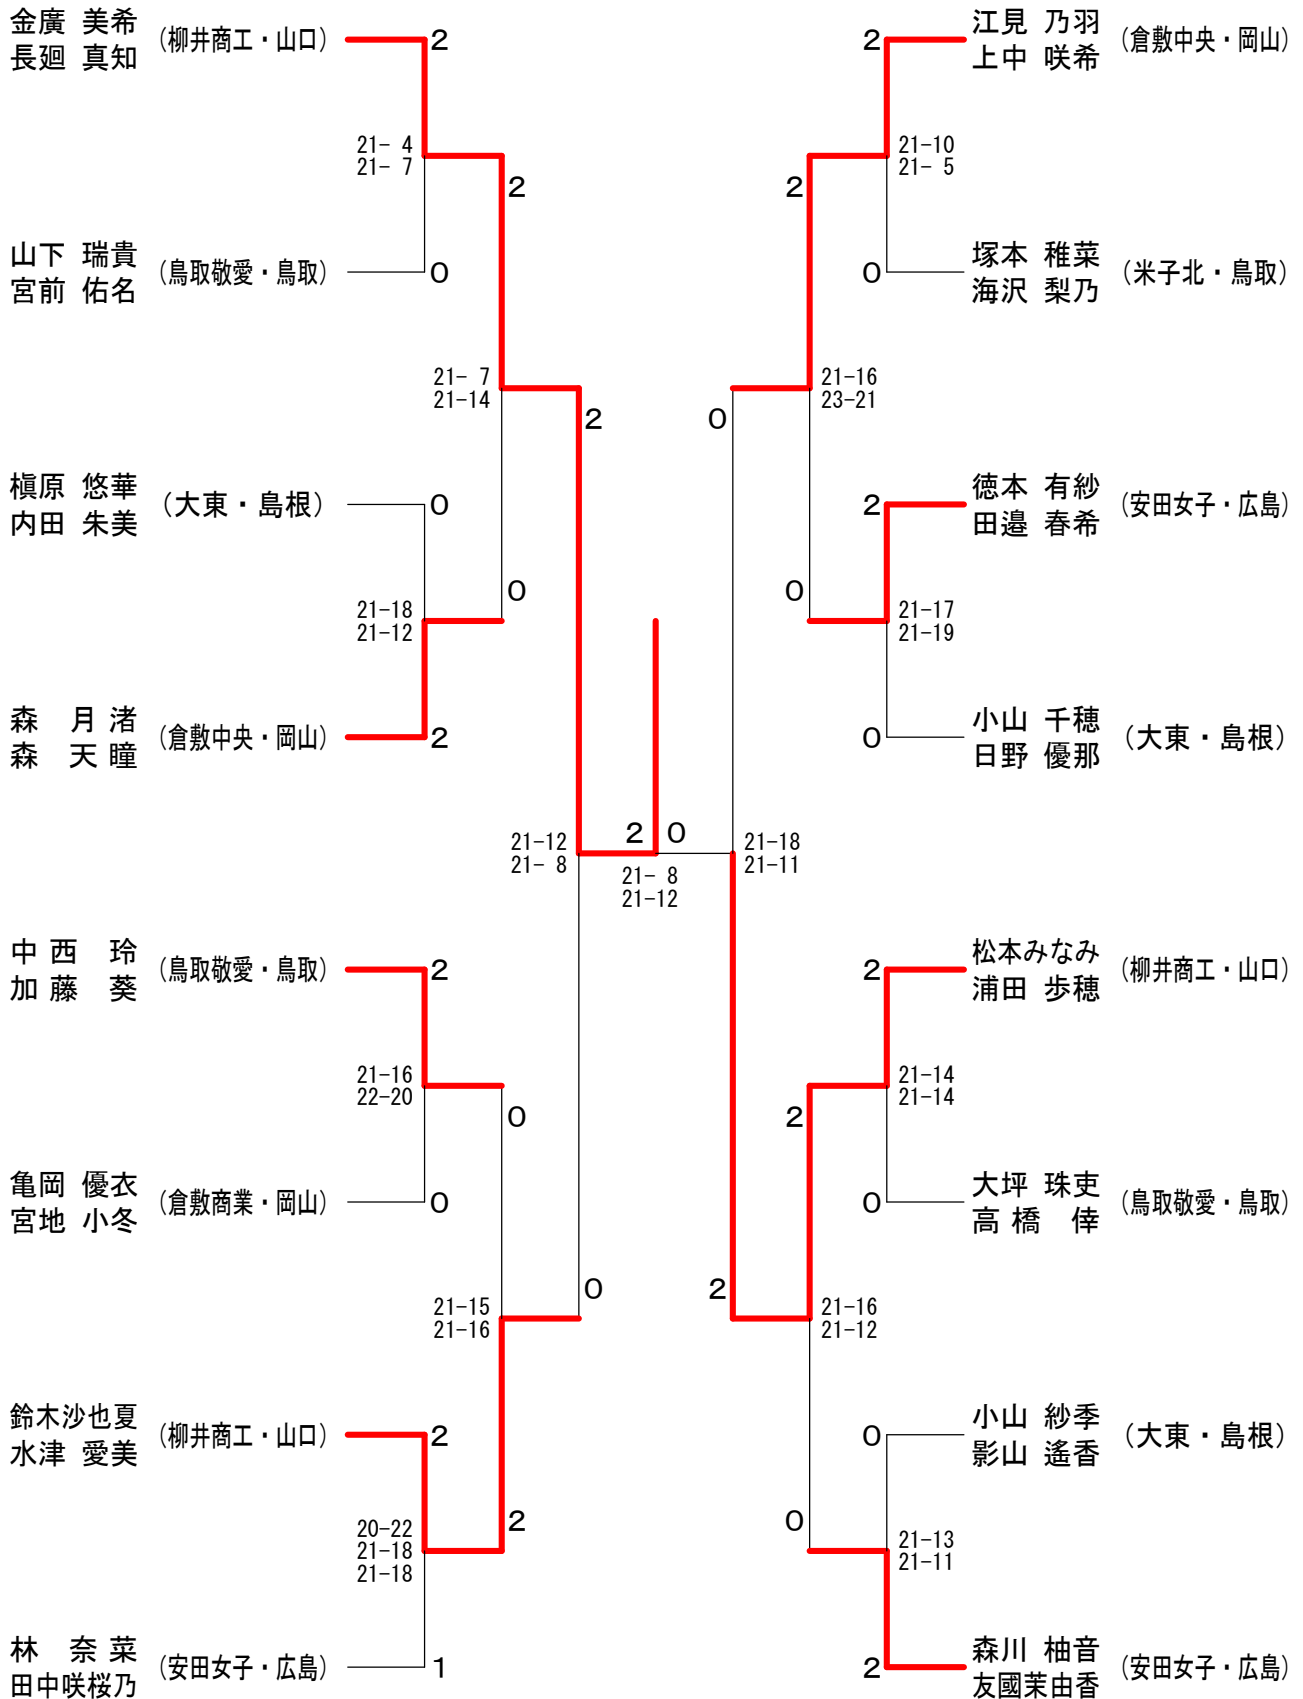 金廣 美希
長廻 真知
(柳井商工・山口)
2
21- 4
21- 7
2
山下 瑞貴
宮前 佑名
(鳥取敬愛・鳥取)
0
21- 7
21-14
2
槇原 悠華
内田 朱美
(大東・島根)
0
21-18
21-12
0
森 月渚
森 天瞳
(倉敷中央・岡山)
2
21-12
21- 8
中西 玲
加藤 葵
(鳥取敬愛・鳥取)
2
21-16
22-20
0
亀岡 優衣
宮地 小冬
(倉敷商業・岡山)
0
21-15
21-16
0
鈴木沙也夏
水津 愛美
(柳井商工・山口)
2
20-22
21-18
21-18
2
林 奈菜
田中咲桜乃
(安田女子・広島)
1
2 0
21- 8
21-12
江見 乃羽
上中 咲希
(倉敷中央・岡山)
2
21-10
21- 5
2
塚本 稚菜
海沢 梨乃
(米子北・鳥取)
0
21-16
23-21
0
徳本 有紗
田邉 春希
(安田女子・広島)
2
21-17
21-19
0
小山 千穂
日野 優那
(大東・島根)
0
21-18
21-11
松本みなみ
浦田 歩穂
(柳井商工・山口)
2
21-14
21-14
2
大坪 珠吏
高橋 倖
(鳥取敬愛・鳥取)
0
21-16
21-12
2
小山 紗季
影山 遙香
(大東・島根)
0
21-13
21-11
0
森川 柚音
友國茉由香
(安田女子・広島)
2